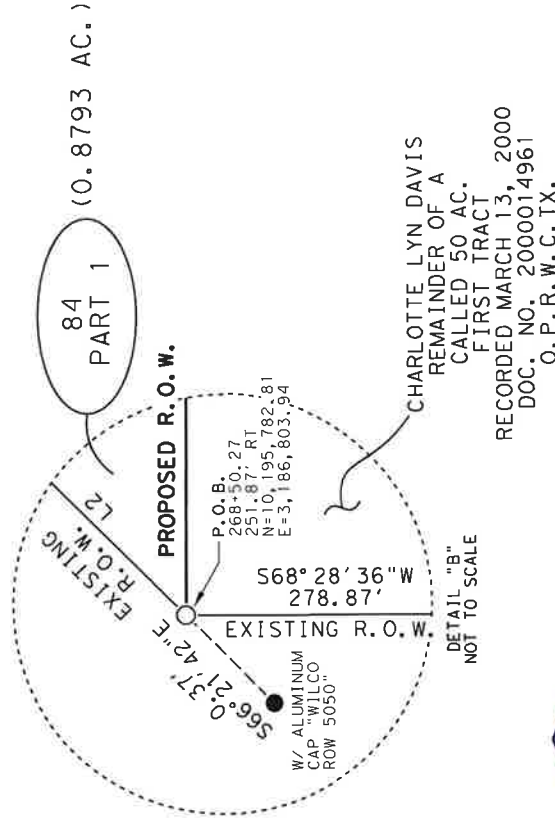 84
PART 1
(0.8793 AC.)
EXISTING
R.O.W.
L2
PROPOSED R.O.W.
P.O.B.
268+50.27
251.87' RT
N=10,195,782.81
E=3,186,803.94
0.37'
S66°21'42"E
W/ ALUMINUM
CAP "WILCO
ROW 5050"
S68°28'36"W
278.87'
EXISTING R.O.W.
DETAIL "B"
NOT TO SCALE
CHARLOTTE LYN DAVIS
REMAINDER OF A
CALLED 50 AC.
FIRST TRACT
RECORDED MARCH 13, 2000
DOC. NO. 2000014961
O.P.R.W.C.TX.